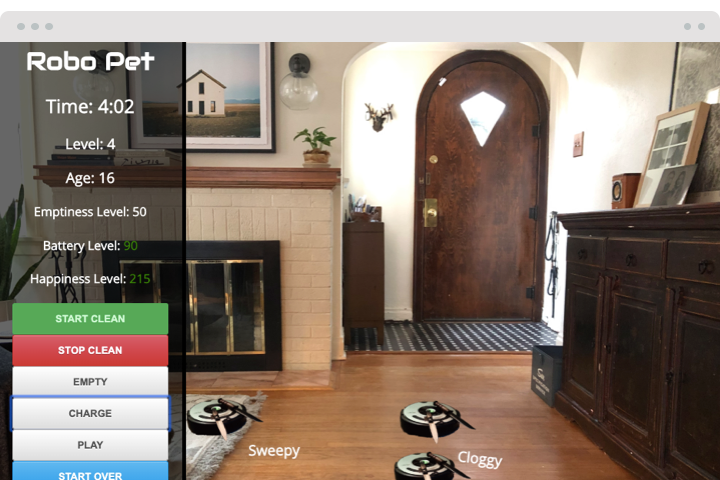 Robo Pet
Time: 4:02
Level: 4
Age: 16
Emptiness Level: 50
Battery Level: 90
Happiness Level: 215
START CLEAN
STOP CLEAN
EMPTY
CHARGE
PLAY
START OVER
Sweepy
Cloggy